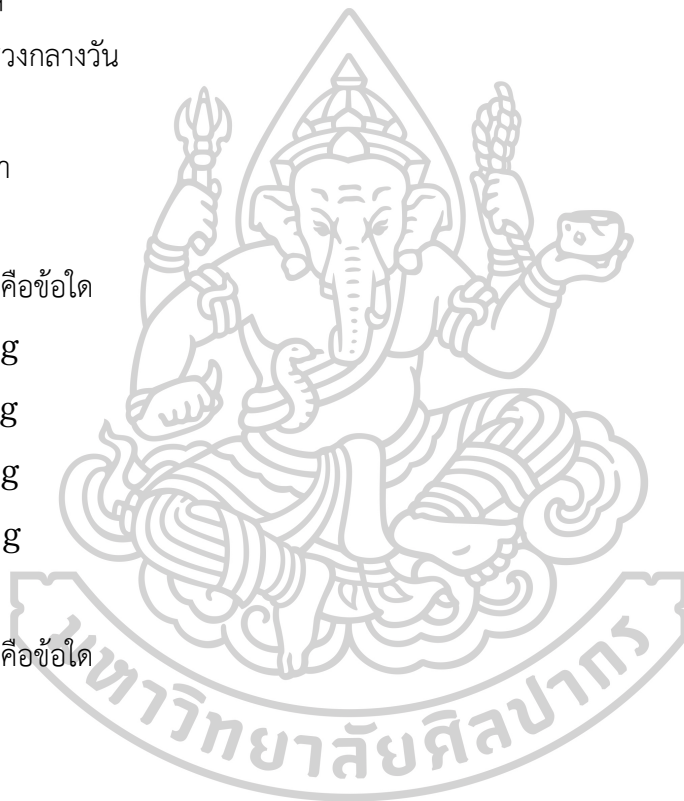 วงกลางวัน
คือข้อใด
g
g
g
g
คือข้อใด
มหาวิทยาลัยศิลปากร